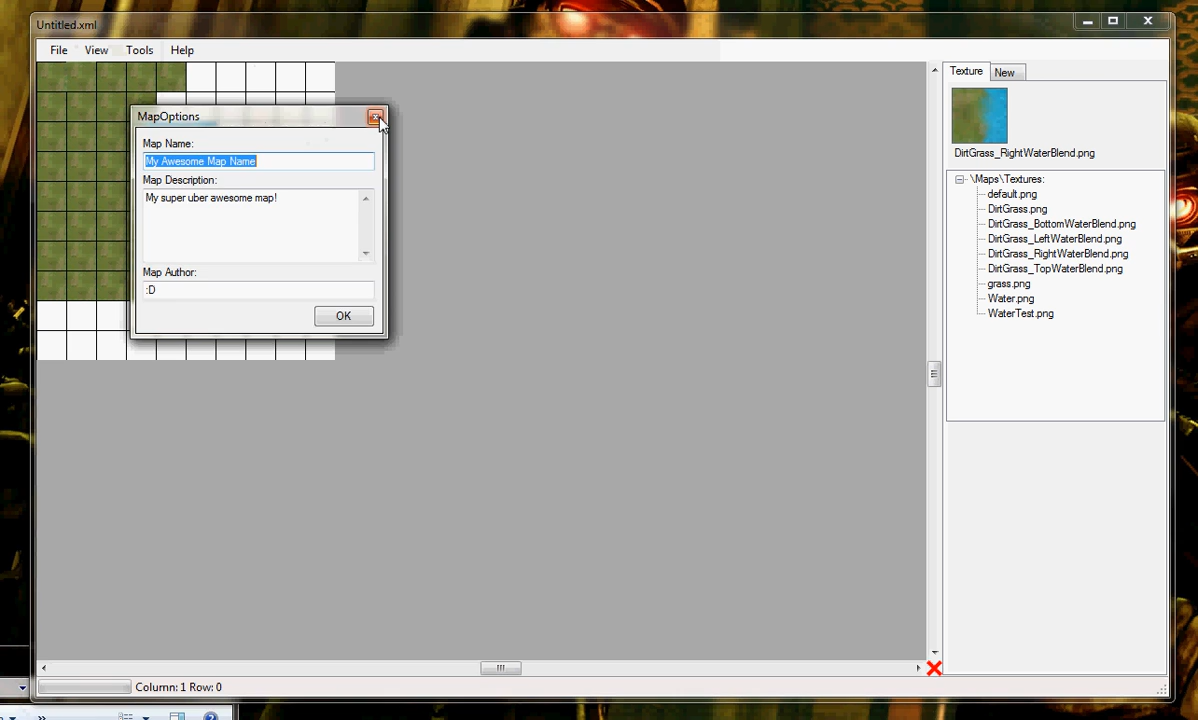 Untitled.xml
File View Tools Help
Texture New
DirtGrass_RightWaterBlend.png
\Maps\Textures:
default.png
DirtGrass.png
DirtGrass_BottomWaterBlend.png
DirtGrass_LeftWaterBlend.png
DirtGrass_RightWaterBlend.png
DirtGrass_TopWaterBlend.png
grass.png
Water.png
WaterTest.png
MapOptions
Map Name:
My Awesome Map Name
Map Description:
My super uber awesome map!
Map Author:
:D
OK
Column: 1 Row: 0